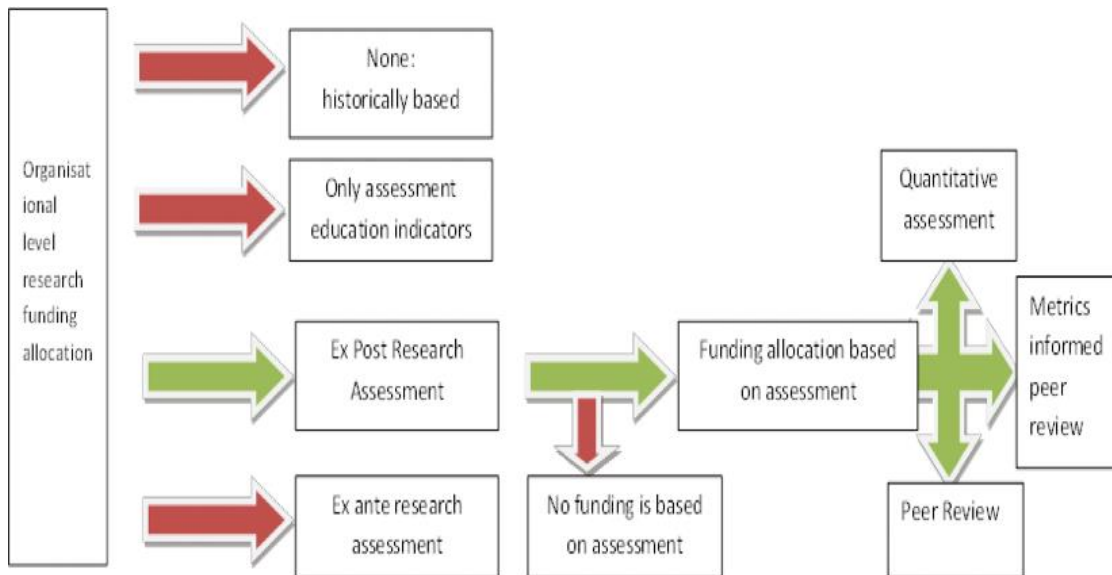 Organisat
ional
level
research
funding
allocation
None:
historically based
Only assessment
education indicators
Ex Post Research
Assessment
Ex ante research
assessment
Funding allocation based
on assessment
No funding is based
on assessment
Quantitative
assessment
Metrics
informed
peer
review
Peer Review